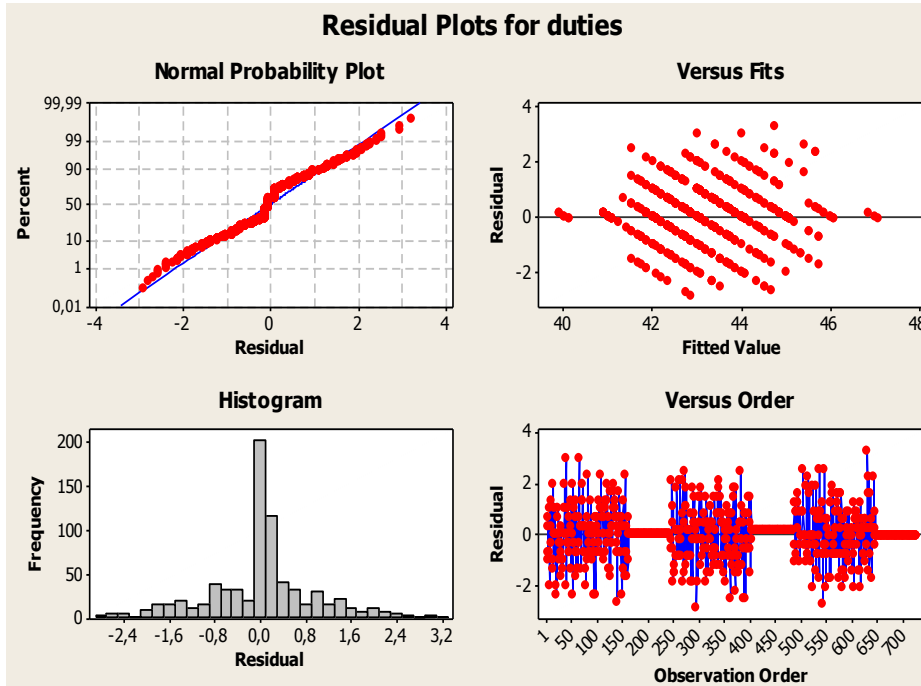 Residual Plots for duties
Normal Probability Plot
Percent
99,99
99
90
50
10
1
0,01
-4 -2 0 2 4
Residual
Versus Fits
Residual
4
2
0
-2
40 42 44 46 48
Fitted Value
Histogram
Frequency
200
150
100
50
0
-2,4 -1,6 -0,8 0,0 0,8 1,6 2,4 3,2
Residual
Versus Order
Residual
4
2
0
-2
1 50 100 150 200 250 300 350 400 450 500 550 600 650 700
Observation Order